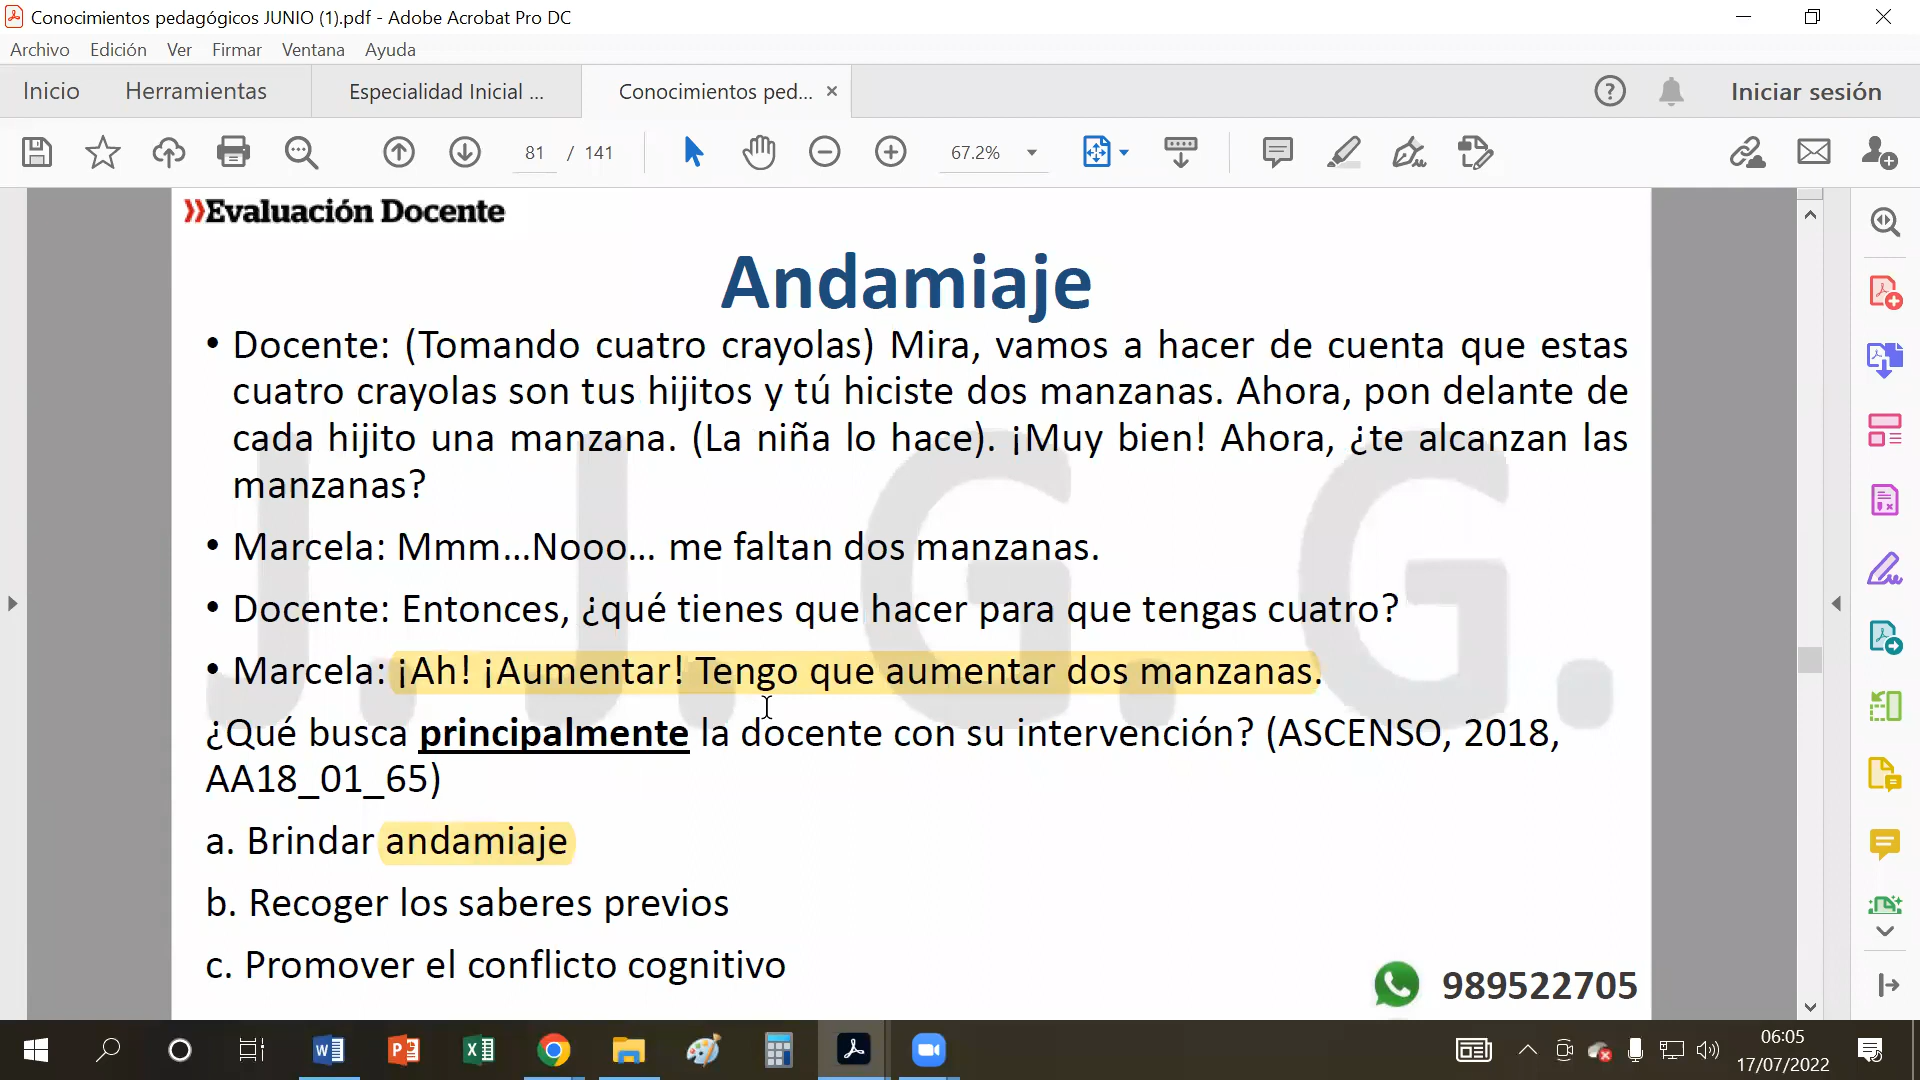 Conocimientos pedagógicos JUNIO (1).pdf - Adobe Acrobat Pro DC
Archivo Edición Ver Firmar Ventana Ayuda
Inicio Herramientas Especialidad Inicial ... Conocimientos ped... × Iniciar sesión
81 / 141 67.2%
Evaluación Docente
Andamiaje
• Docente: (Tomando cuatro crayolas) Mira, vamos a hacer de cuenta que estas
cuatro crayolas son tus hijitos y tú hiciste dos manzanas. Ahora, pon delante de
cada hijito una manzana. (La niña lo hace). ¡Muy bien! Ahora, ¿te alcanzan las
manzanas?
• Marcela: Mmm...Nooo... me faltan dos manzanas.
• Docente: Entonces, ¿qué tienes que hacer para que tengas cuatro?
• Marcela: ¡Ah! ¡Aumentar! Tengo que aumentar dos manzanas.
¿Qué busca principalmente la docente con su intervención? (ASCENSO, 2018,
AA18_01_65)
a. Brindar andamiaje
b. Recoger los saberes previos
c. Promover el conflicto cognitivo
989522705
J. J. G. G.
06:05
17/07/2022